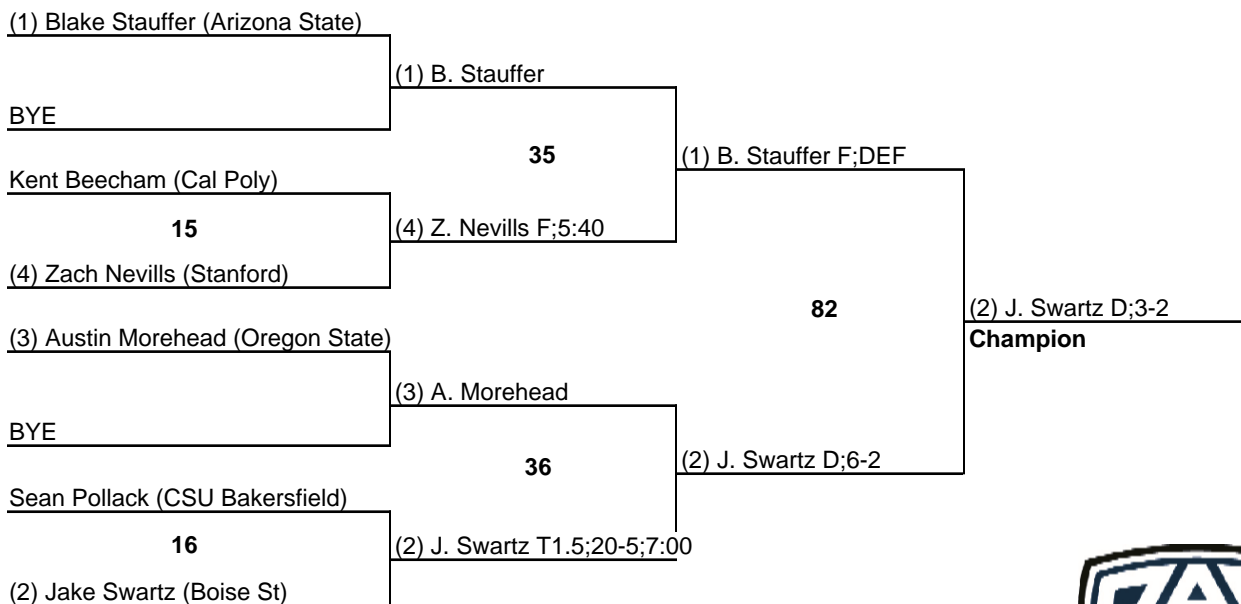 (1) Blake Stauffer (Arizona State)
(1) B. Stauffer
BYE
35
(1) B. Stauffer F;DEF
Kent Beecham (Cal Poly)
15
(4) Z. Nevills F;5:40
(4) Zach Nevills (Stanford)
82
(2) J. Swartz D;3-2
Champion
(3) Austin Morehead (Oregon State)
(3) A. Morehead
BYE
36
(2) J. Swartz D;6-2
Sean Pollack (CSU Bakersfield)
16
(2) J. Swartz T1.5;20-5;7:00
(2) Jake Swartz (Boise St)